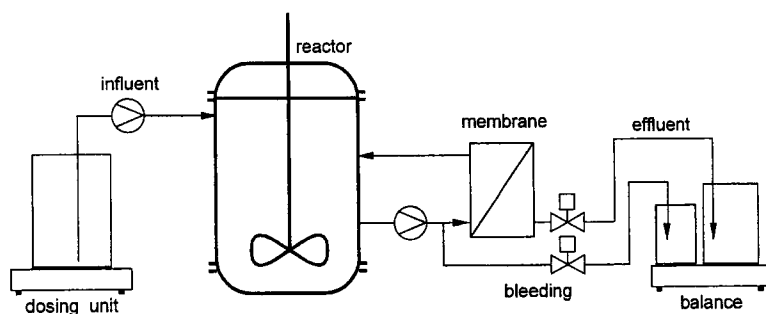 reactor
influent
membrane
effluent
bleeding
dosing unit
balance